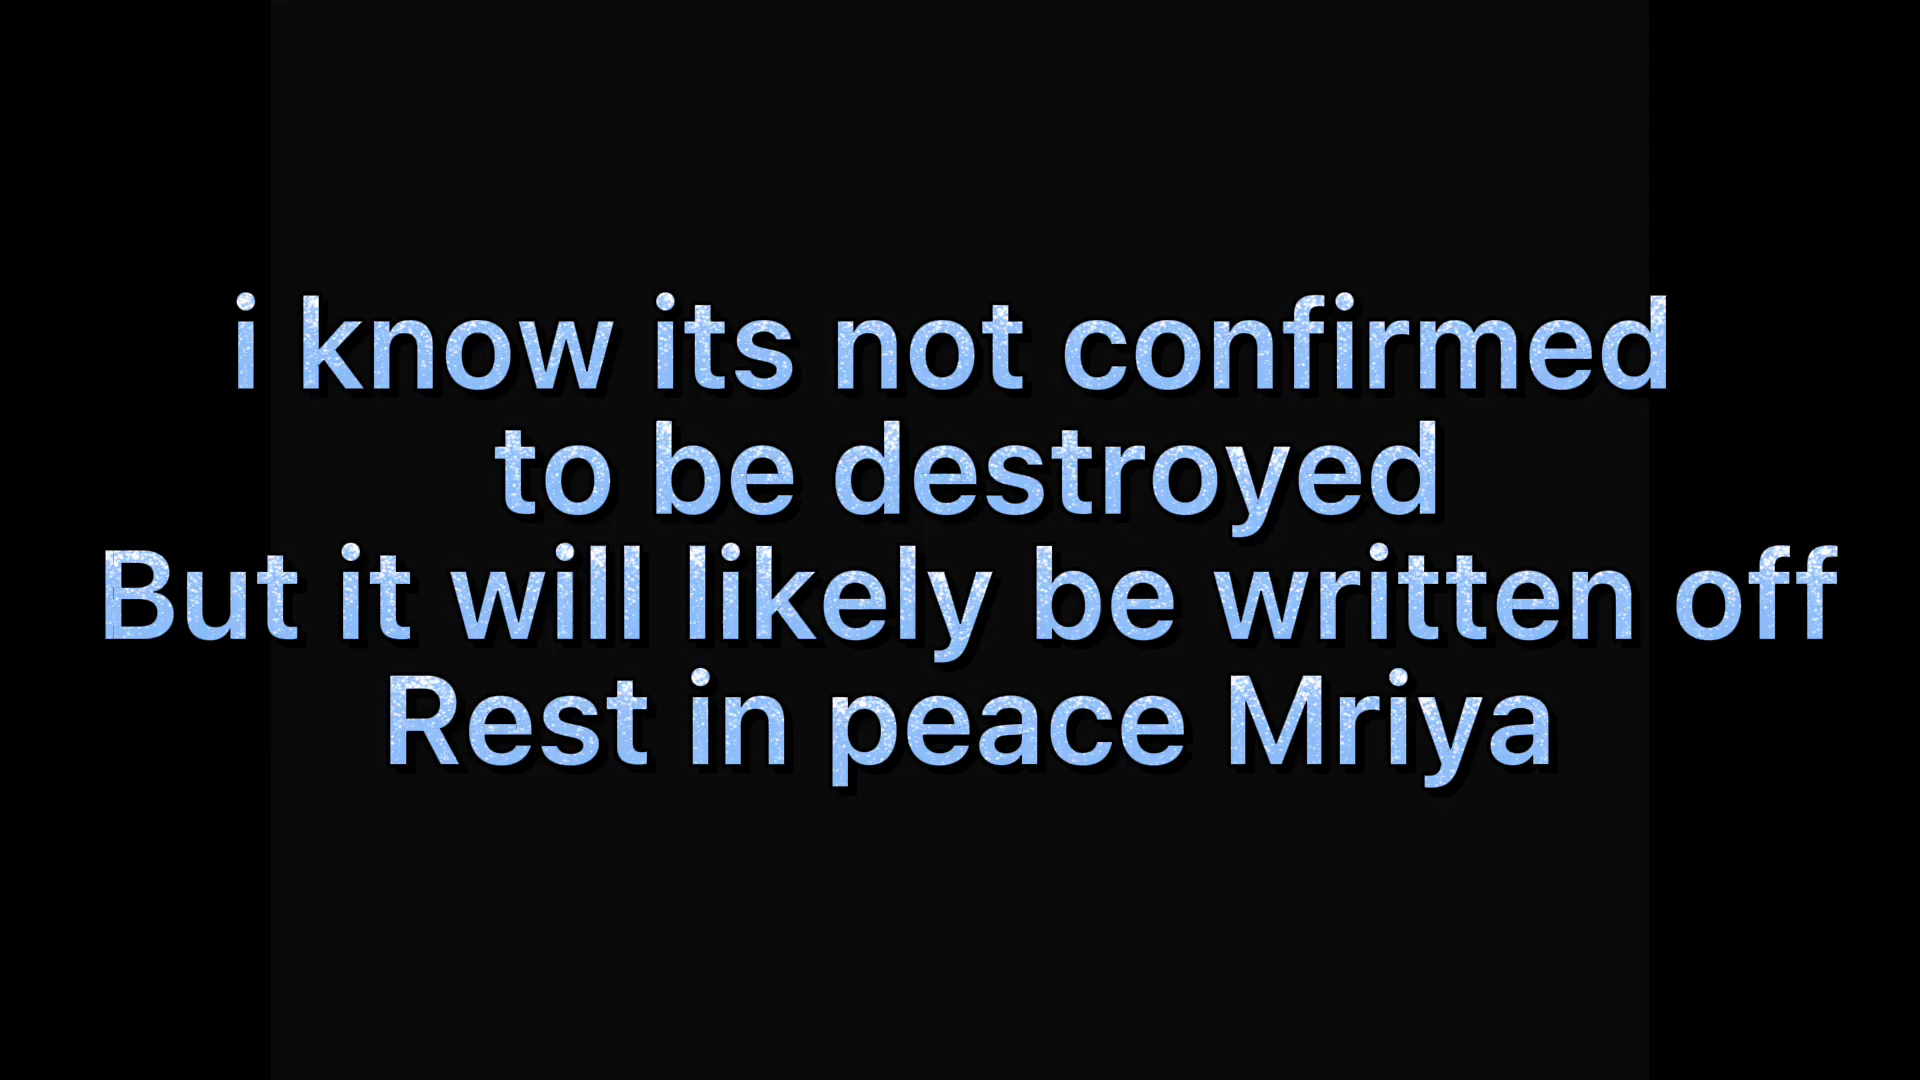 i know its not confirmed
to be destroyed
But it will likely be written off
Rest in peace Mriya